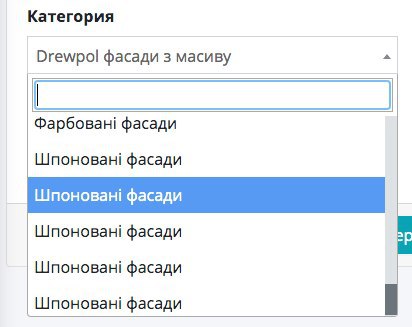 Категория
Drewpol фасади з масиву
Фарбовані фасади
Шпоновані фасади
Шпоновані фасади
Шпоновані фасади
Шпоновані фасади
Шпоновані фасади